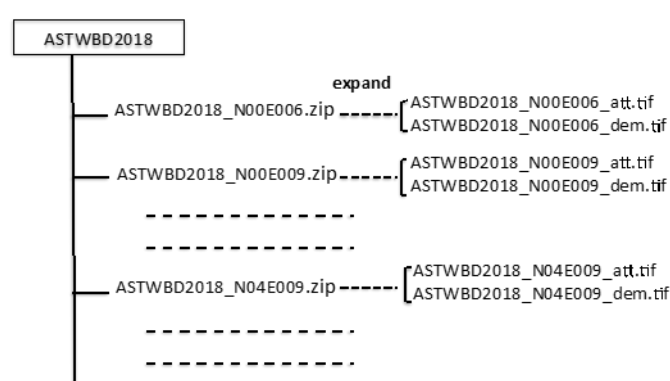 ASTWBD2018
expand
ASTWBD2018_N00E006.zip
ASTWBD2018_N00E006_att.tif
ASTWBD2018_N00E006_dem.tif
ASTWBD2018_N00E009.zip
ASTWBD2018_N00E009_att.tif
ASTWBD2018_N00E009_dem.tif
ASTWBD2018_N04E009.zip
ASTWBD2018_N04E009_att.tif
ASTWBD2018_N04E009_dem.tif